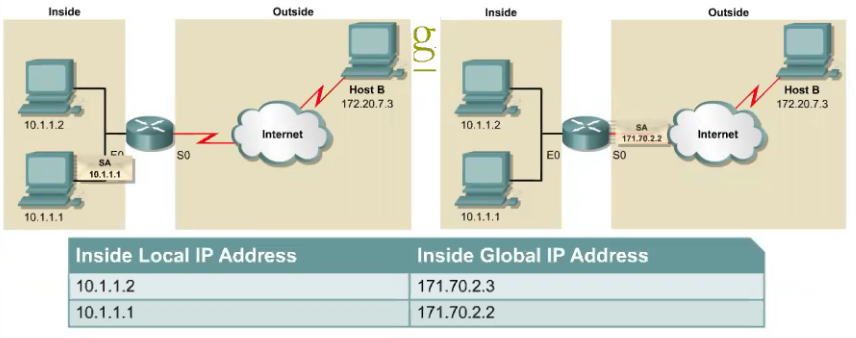 Inside
Outside
Host B
172.20.7.3
10.1.1.2
Internet
E0
S0
SA
10.1.1.1
10.1.1.1
g
Inside
Outside
Host B
172.20.7.3
10.1.1.2
SA
171.70.2.2
Internet
E0
S0
10.1.1.1
Inside Local IP Address Inside Global IP Address
10.1.1.2 171.70.2.3
10.1.1.1 171.70.2.2